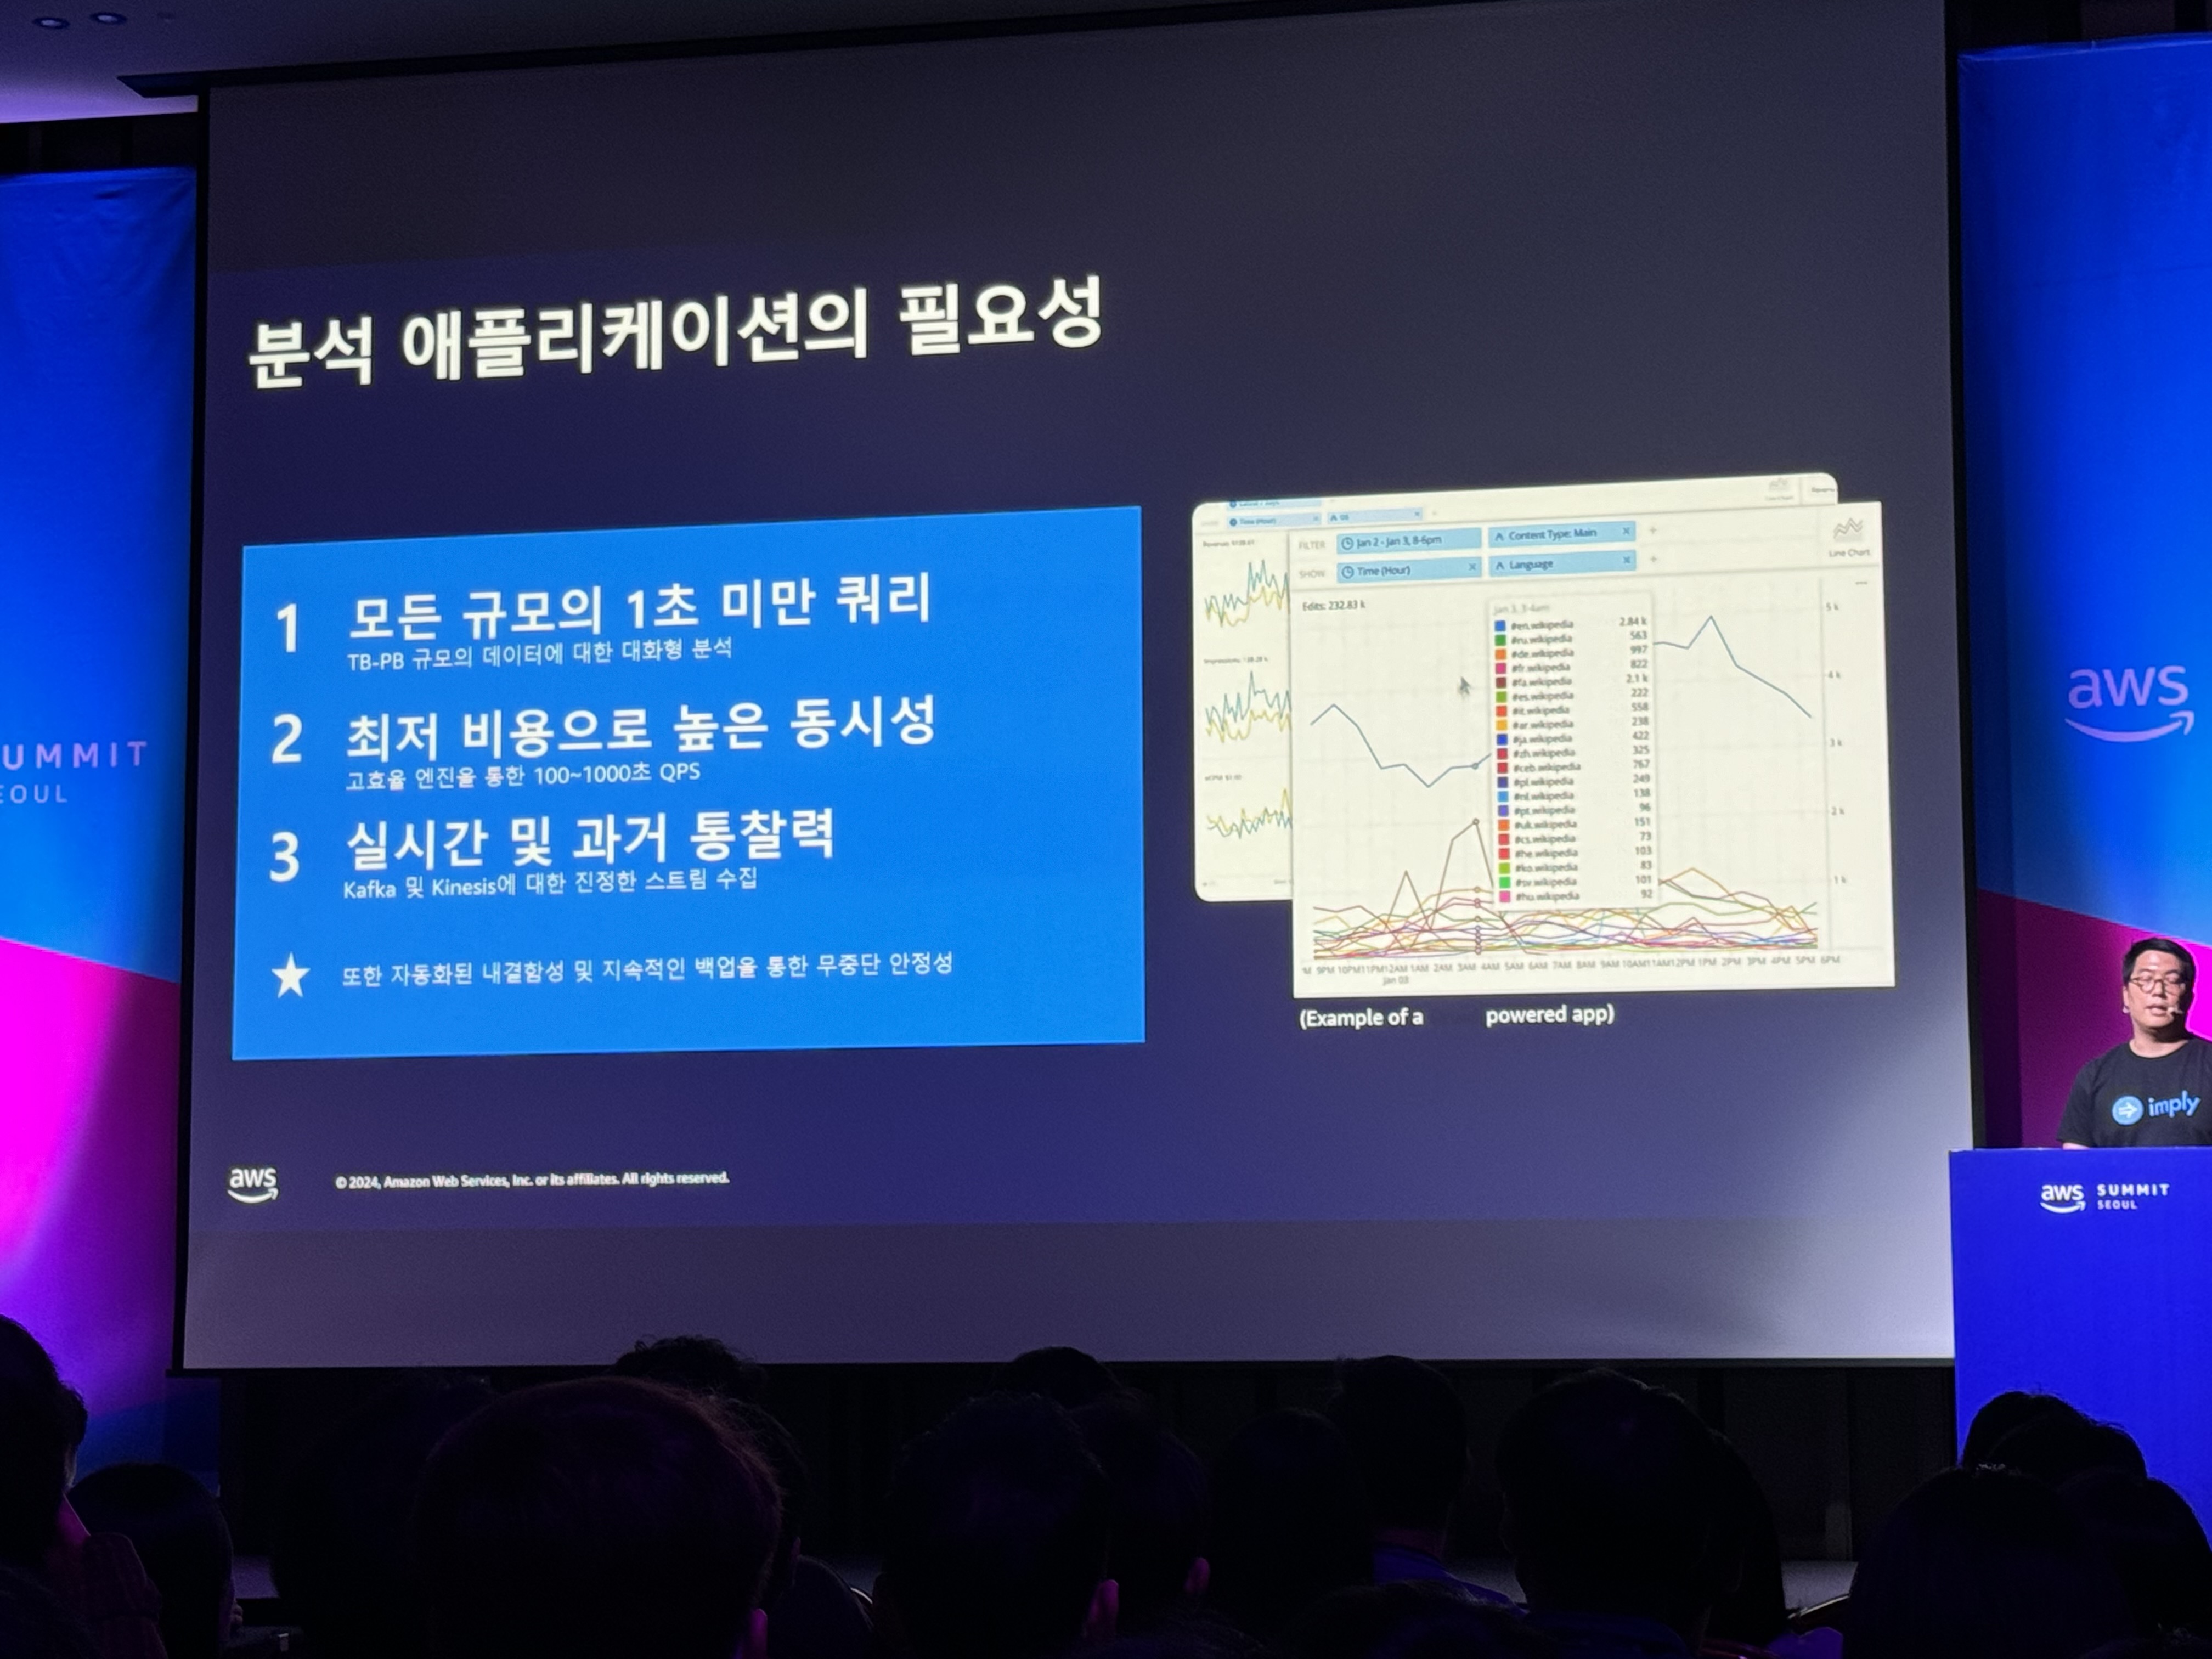 분석 애플리케이션의 필요성
1 모든 규모의 1초 미만 쿼리
TB-PB 규모의 데이터에 대한 대화형 분석
2 최저 비용으로 높은 동시성
고효율 엔진을 통한 100~1000초 QPS
3 실시간 및 과거 통찰력
Kafka 및 Kinesis에 대한 진정한 스트림 수집
★ 또한 자동화된 내결함성 및 지속적인 백업을 통한 무중단 안정성
Time (Hour)
FILTER Jan 2 - Jan 3, 8-6pm Content Type: Main
SHOW Time (Hour) Language
Line Chart
Edits: 232.83 k
Jan 3, 3-4am
#en.wikipedia 2.84 k
#ru.wikipedia 563
#de.wikipedia 997
#fr.wikipedia 822
#fa.wikipedia 2.1 k
#es.wikipedia 222
#it.wikipedia 558
#ar.wikipedia 238
#ja.wikipedia 422
#zh.wikipedia 325
#ceb.wikipedia 767
#pl.wikipedia 249
#nl.wikipedia 138
#pt.wikipedia 96
#uk.wikipedia 151
#cs.wikipedia 73
#he.wikipedia 103
#ko.wikipedia 83
#sv.wikipedia 101
#hu.wikipedia 92
5 k
4 k
3 k
2 k
1 k
9PM 10PM 11PM 12AM 1AM 2AM 3AM 4AM 5AM 6AM 7AM 8AM 9AM 10AM 11AM 12PM 1PM 2PM 3PM 4PM 5PM 6PM
Jan 03
(Example of a powered app)
aws
© 2024, Amazon Web Services, Inc. or its affiliates. All rights reserved.
UMMIT
EOUL
aws
imply
aws SUMMIT
SEOUL